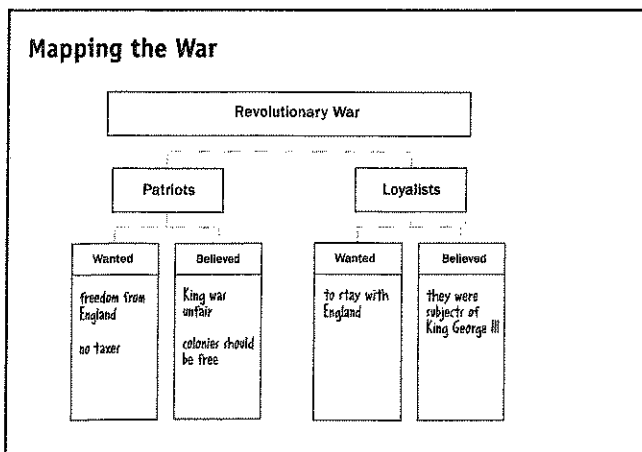 Mapping the War
Revolutionary War
Patriots
Loyalists
Wanted
Believed
Wanted
Believed
freedom from
England
no taxes
King was
unfair
colonies should
be free
to stay with
England
they were
subjects of
King George III